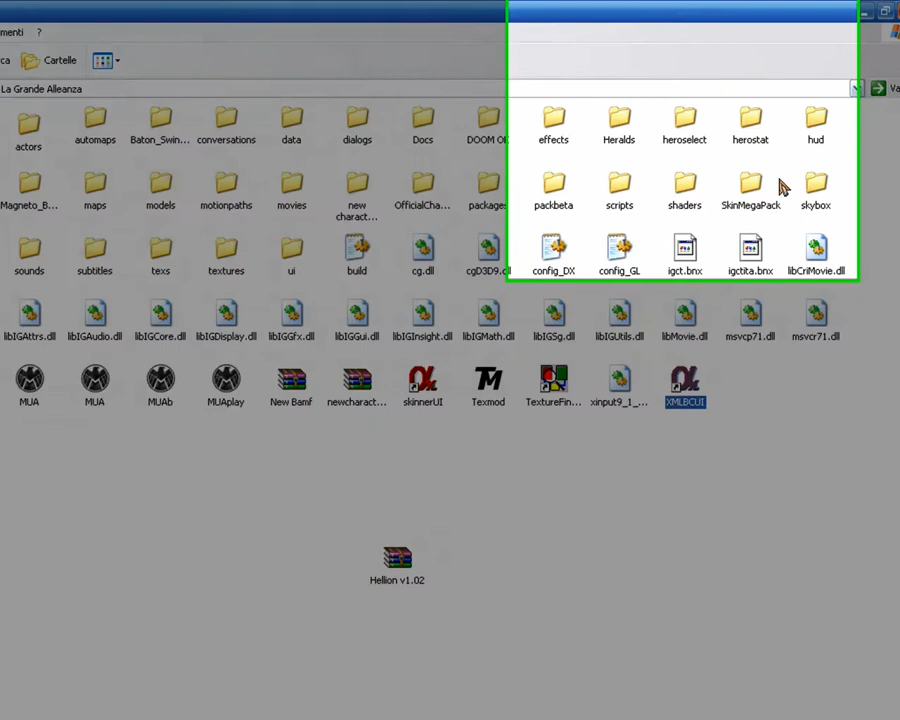 menti ?
ca Cartelle
La Grande Alleanza Va
actors automaps Baton_Swin... conversations data dialogs Docs DOOM effects Heralds heroselect herostat hud
Magneto_B... maps models motionpaths movies new charact... OfficialCha... package packbeta scripts shaders SkinMegaPack skybox
sounds subtitles texs textures ui build cg.dll cgD3D9.d config_DX config_GL igct.bnx igctita.bnx libCriMovie.dll
libIGAttrs.dll libIGAudio.dll libIGCore.dll libIGDisplay.dll libIGGfx.dll libIGGui.dll libIGInsight.dll libIGMath.dll libIGSg.dll libIGUtils.dll libMovie.dll msvcp71.dll msvcr71.dll
MUA MUA MUAb MUAplay New Bamf newcharact... skinnerUI Texmod TextureFin... xinput9_1_... XMLBCUI
Hellion v1.02